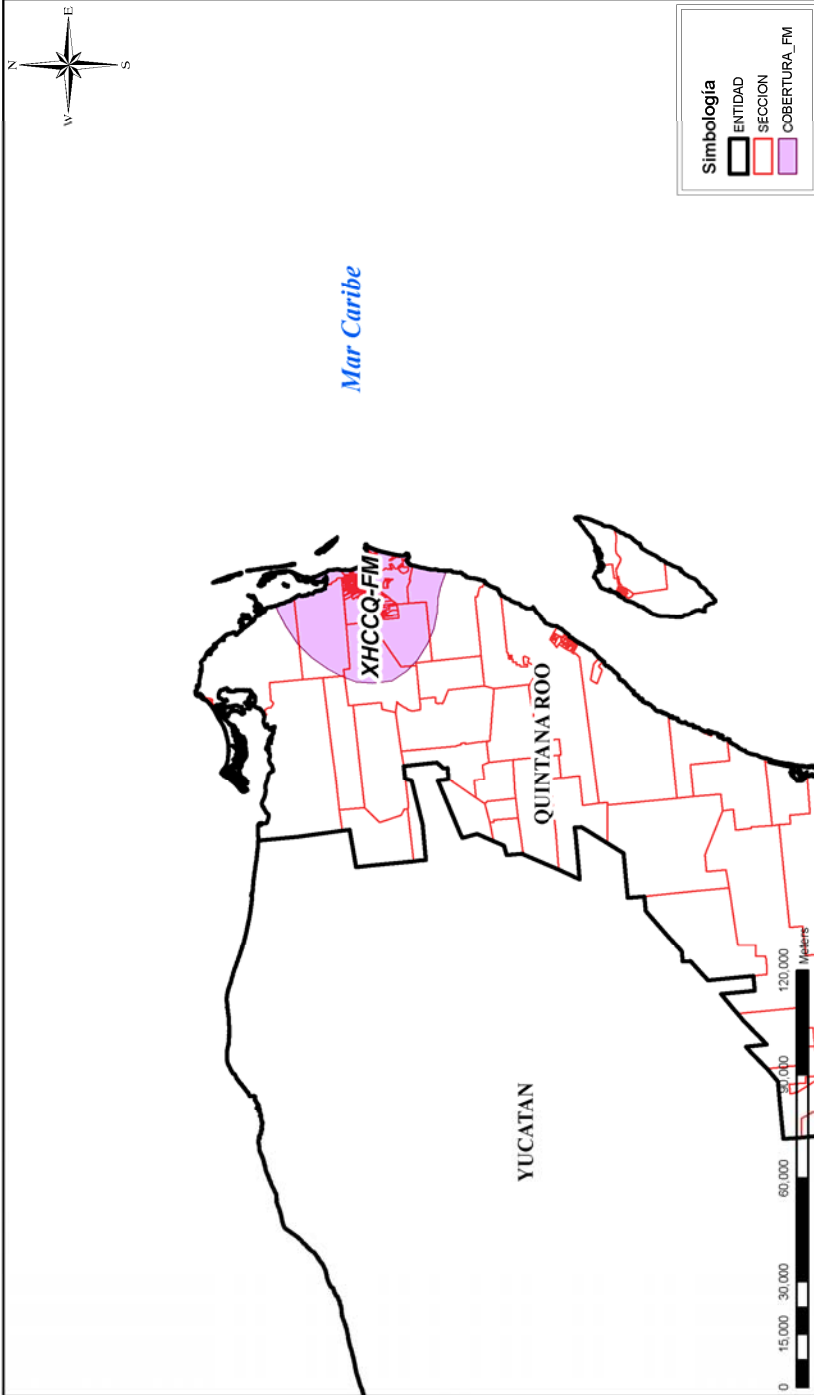 N
W
E
S
Mar Caribe
XHCCQ-FM
QUINTANA ROO
YUCATAN
Simbología
ENTIDAD
SECCION
COBERTURA_FM
0 15,000 30,000 60,000 90,000 120,000
Meters